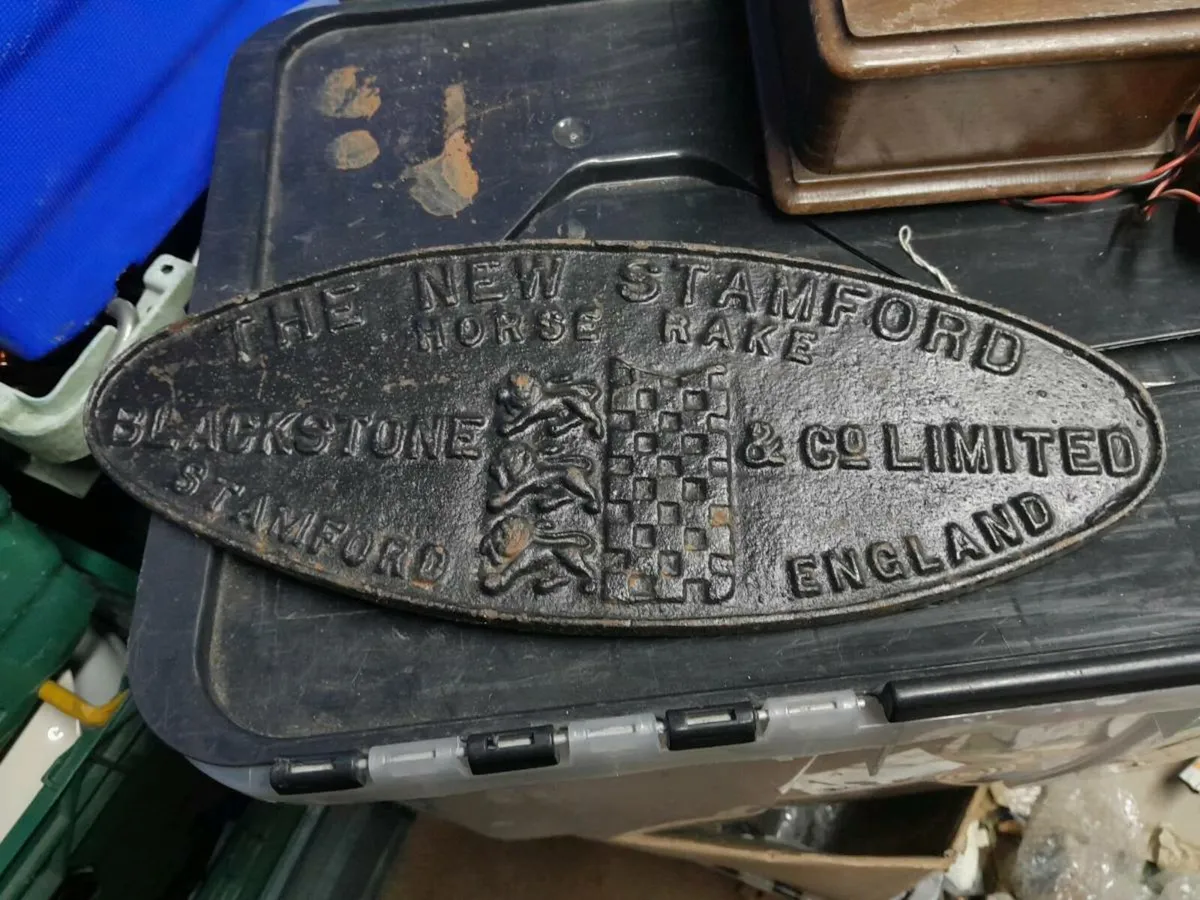 THE NEW STAMFORD
HORSE RAKE
BLACKSTONE & Co LIMITED
STAMFORD ENGLAND